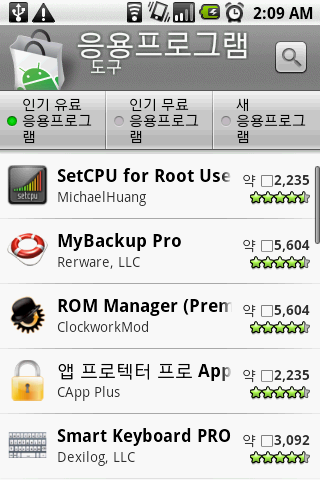 2:09 AM
응용프로그램
도구
인기 유료
응용프로그
램
인기 무료
응용프로그
램
새
응용프로그
램
setcpu
SetCPU for Root Use
약 □2,235
MichaelHuang
MyBackup Pro
약 □5,604
Rerware, LLC
ROM Manager (Prem
약 □5,604
ClockworkMod
앱 프로텍터 프로 App
약 □2,235
CApp Plus
Smart Keyboard PRO
약 □3,092
Dexilog, LLC